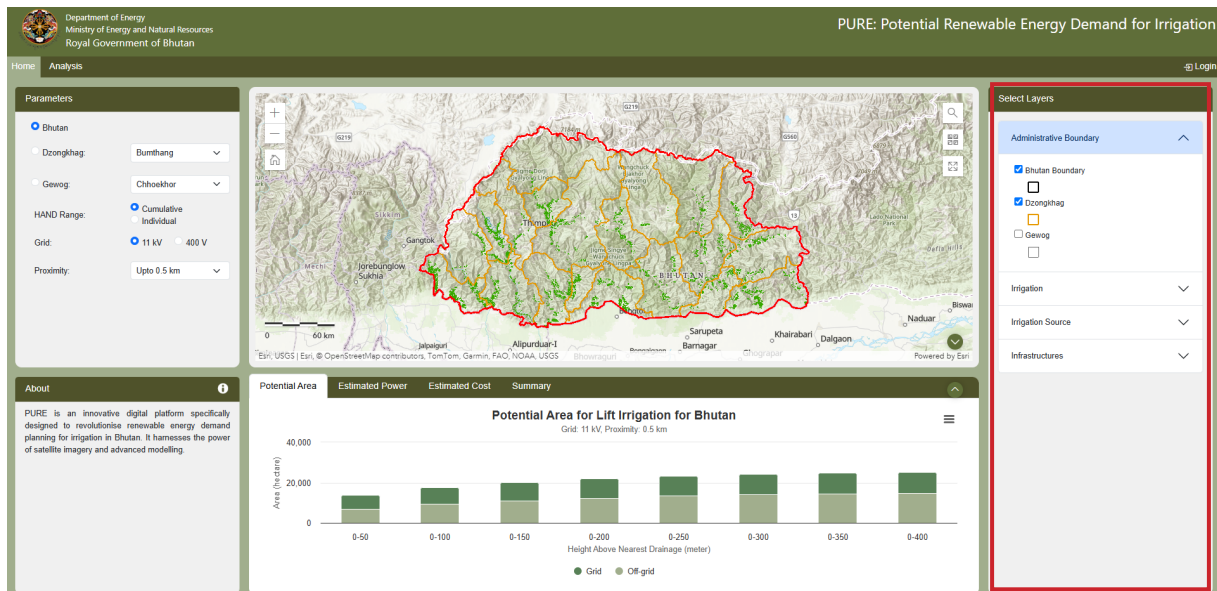 Department of Energy
Ministry of Energy and Natural Resources
Royal Government of Bhutan
PURE: Potential Renewable Energy Demand for Irrigation
Home
Analysis
Login
Parameters
Bhutan
Dzongkhag:
Bumthang
Gewog:
Chhoekhor
HAND Range:
Cumulative
Individual
Grid:
11 kV
400 V
Proximity:
Upto 0.5 km
About
PURE is an innovative digital platform specifically
designed to revolutionise renewable energy demand
planning for irrigation in Bhutan. It harnesses the power
of satellite imagery and advanced modelling.
G219
G219
G560
13
Sikkim
Gangtok
Mechi
Jorebunglow
Sukhia
BHUTAN
Lado National
Park
Defla Hills
Biswa
Naduar
Sarupeta
Khairabari
Dalgaon
Barnagar
Jalpaiguri
Alipurduar-I
Bhowraguri
0
60 km
Esri, USGS | Esri, © OpenStreetMap contributors, TomTom, Garmin, FAO, NOAA, USGS
Powered by Esri
Potential Area
Estimated Power
Estimated Cost
Summary
Potential Area for Lift Irrigation for Bhutan
Grid: 11 kV, Proximity: 0.5 km
Area (hectare)
40,000
20,000
0
0-50
0-100
0-150
0-200
0-250
0-300
0-350
0-400
Height Above Nearest Drainage (meter)
Grid
Off-grid
Select Layers
Administrative Boundary
Bhutan Boundary
Dzongkhag
Gewog
Irrigation
Irrigation Source
Infrastructures